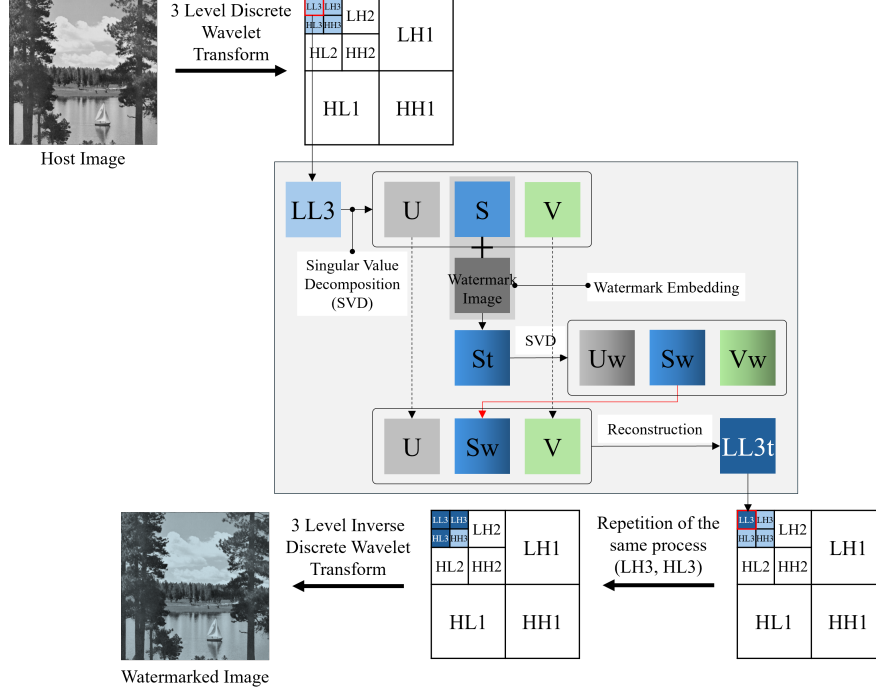 3 Level Discrete
Wavelet
Transform
Host Image
LL3 LH3
HL3 HH3
LH2
HL2 HH2
LH1
HL1 HH1
LL3
U S V
Singular Value
Decomposition
(SVD)
Watermark
Image
Watermark Embedding
St
SVD
Uw Sw Vw
U Sw V
Reconstruction
LL3t
LL3 LH3
HL3 HH3
LH2
HL2 HH2
LH1
HL1 HH1
Repetition of the
same process
(LH3, HL3)
LL3 LH3
HL3 HH3
LH2
HL2 HH2
LH1
HL1 HH1
3 Level Inverse
Discrete Wavelet
Transform
Watermarked Image